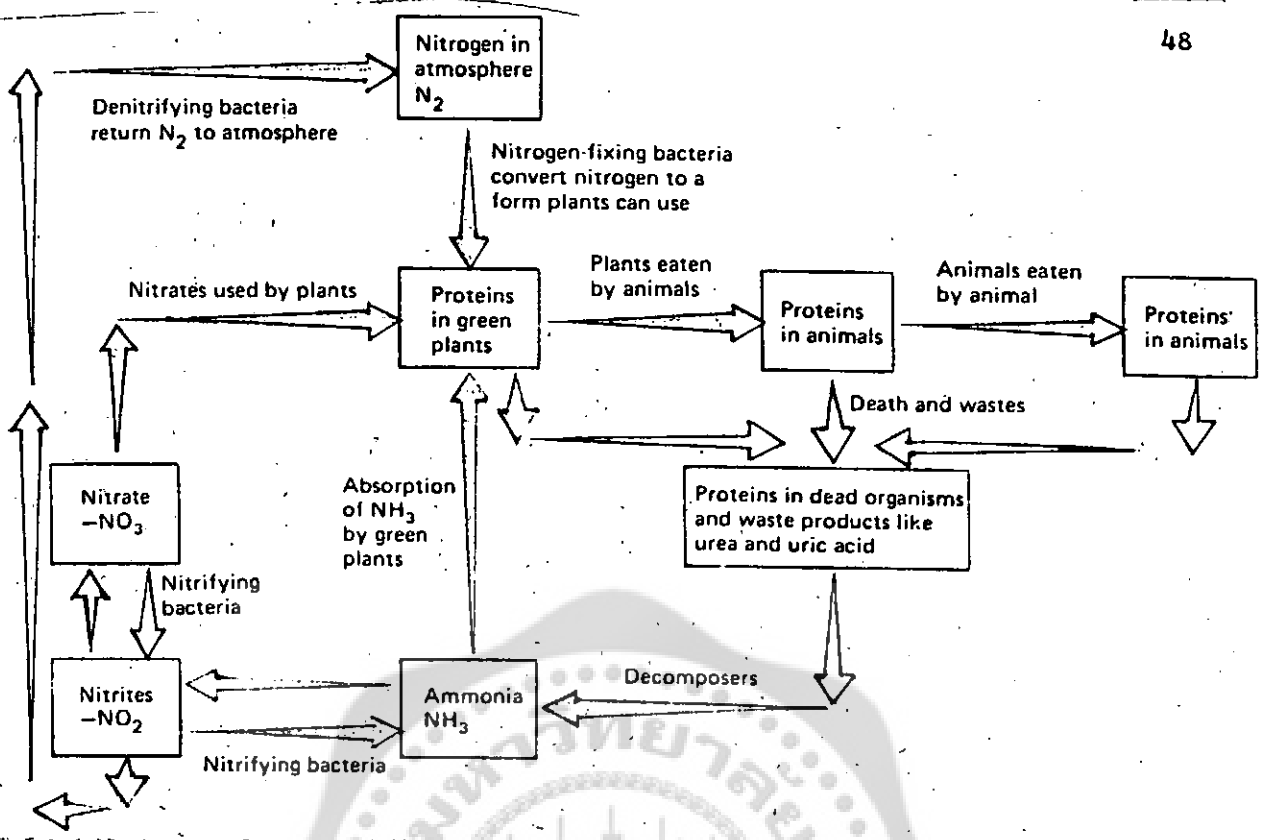 48
Nitrogen in
atmosphere
N₂
Denitrifying bacteria
return N₂ to atmosphere
Nitrogen-fixing bacteria
convert nitrogen to a
form plants can use
Nitrates used by plants
Proteins
in green
plants
Plants eaten
by animals
Proteins
in animals
Animals eaten
by animal
Proteins
in animals
Death and wastes
Nitrate
–NO₃
Absorption
of NH₃
by green
plants
Proteins in dead organisms
and waste products like
urea and uric acid
Nitrifying
bacteria
Nitrites
–NO₂
Ammonia
NH₃
Decomposers
Nitrifying bacteria